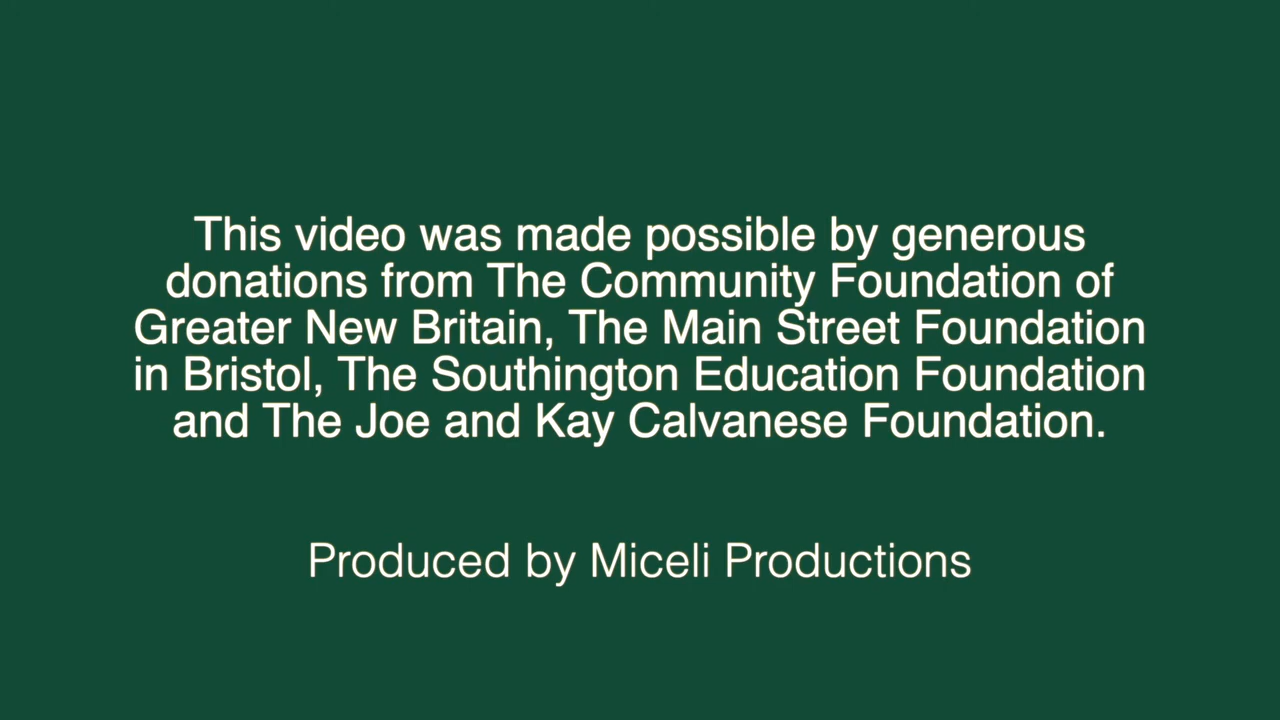 This video was made possible by generous
donations from The Community Foundation of
Greater New Britain, The Main Street Foundation
in Bristol, The Southington Education Foundation
and The Joe and Kay Calvanese Foundation.
Produced by Miceli Productions